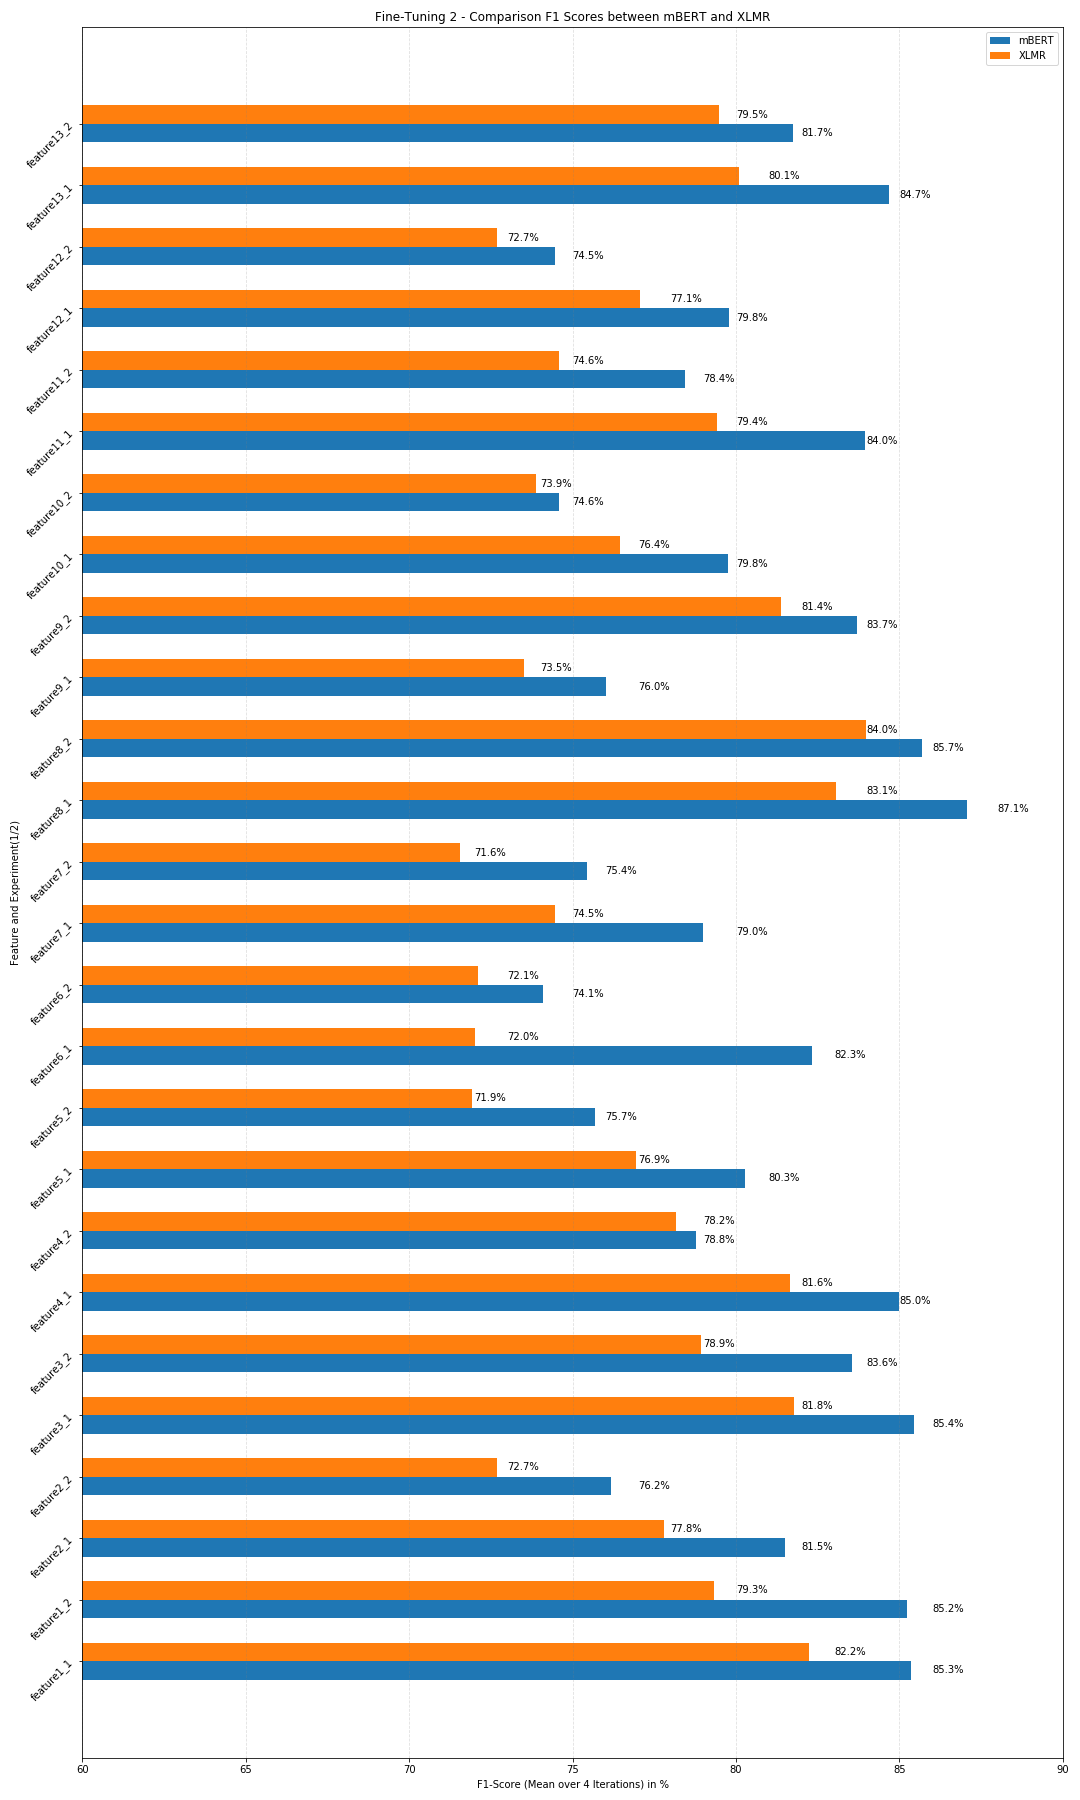 Fine-Tuning 2 - Comparison F1 Scores between mBERT and XLMR
mBERT
XLMR
feature13_2
79.5%
81.7%
feature13_1
80.1%
84.7%
feature12_2
72.7%
74.5%
feature12_1
77.1%
79.8%
feature11_2
74.6%
78.4%
feature11_1
79.4%
84.0%
feature10_2
73.9%
74.6%
feature10_1
76.4%
79.8%
feature9_2
81.4%
83.7%
feature9_1
73.5%
76.0%
feature8_2
84.0%
85.7%
feature8_1
83.1%
87.1%
feature7_2
71.6%
75.4%
feature7_1
74.5%
79.0%
feature6_2
72.1%
74.1%
feature6_1
72.0%
82.3%
feature5_2
71.9%
75.7%
feature5_1
76.9%
80.3%
feature4_2
78.2%
78.8%
feature4_1
81.6%
85.0%
feature3_2
78.9%
83.6%
feature3_1
81.8%
85.4%
feature2_2
72.7%
76.2%
feature2_1
77.8%
81.5%
feature1_2
79.3%
85.2%
feature1_1
82.2%
85.3%
Feature and Experiment(1/2)
60 65 70 75 80 85 90
F1-Score (Mean over 4 Iterations) in %